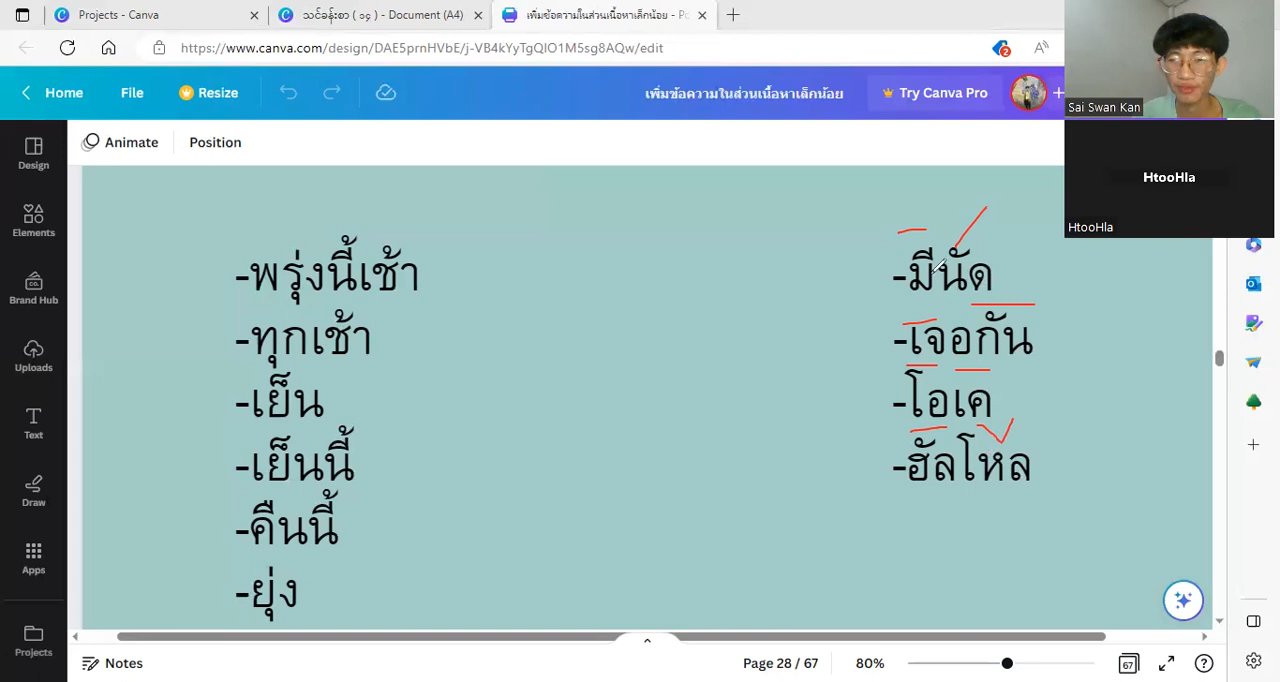 Projects - Canva
သင်ခန်းစာ ( ၁၄ ) - Document (A4)
เพิ่มข้อความในส่วนเนื้อหาเล็กน้อย - Po
https://www.canva.com/design/DAE5prnHVbE/j-VB4kYyTgQIO1M5sg8AQw/edit
2
Home
File
Resize
เพิ่มข้อความในส่วนเนื้อหาเล็กน้อย
Try Canva Pro
Sai Swan Kan
HtooHla
HtooHla
Animate
Position
Design
Elements
Brand Hub
Uploads
Text
Draw
Apps
Projects
-พรุ่งนี้เช้า
-ทุกเช้า
-เย็น
-เย็นนี้
-คืนนี้
-ยุ่ง
-มีนัด
-เจอกัน
-โอเค
-ฮัลโหล
Notes
Page 28 / 67
80%
67